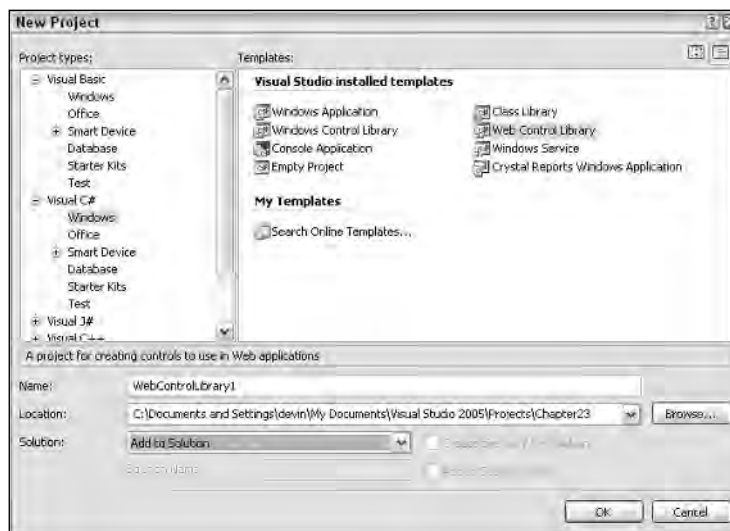 New Project
Project types:
Templates:
Visual Basic
Windows
Office
Smart Device
Database
Starter Kits
Test
Visual C#
Windows
Office
Smart Device
Database
Starter Kits
Test
Visual J#
Visual C++
Visual Studio installed templates
Windows Application
Class Library
Windows Control Library
Web Control Library
Console Application
Windows Service
Empty Project
Crystal Reports Windows Application
My Templates
Search Online Templates...
A project for creating controls to use in Web applications
Name:
WebControlLibrary1
Location:
C:\Documents and Settings\devin\My Documents\Visual Studio 2005\Projects\Chapter23
Browse...
Solution:
Add to Solution
OK
Cancel